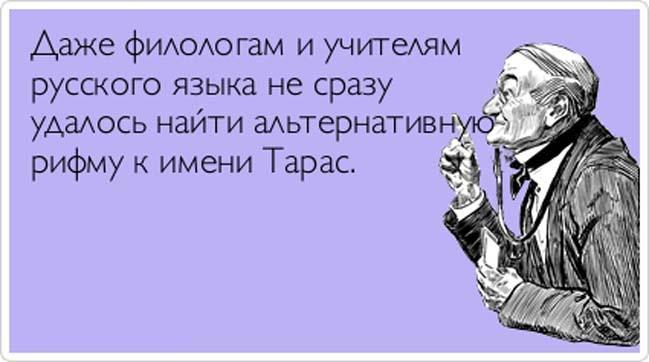 Даже филологам и учителям
русского языка не сразу
удалось найти альтернативную
рифму к имени Тарас.